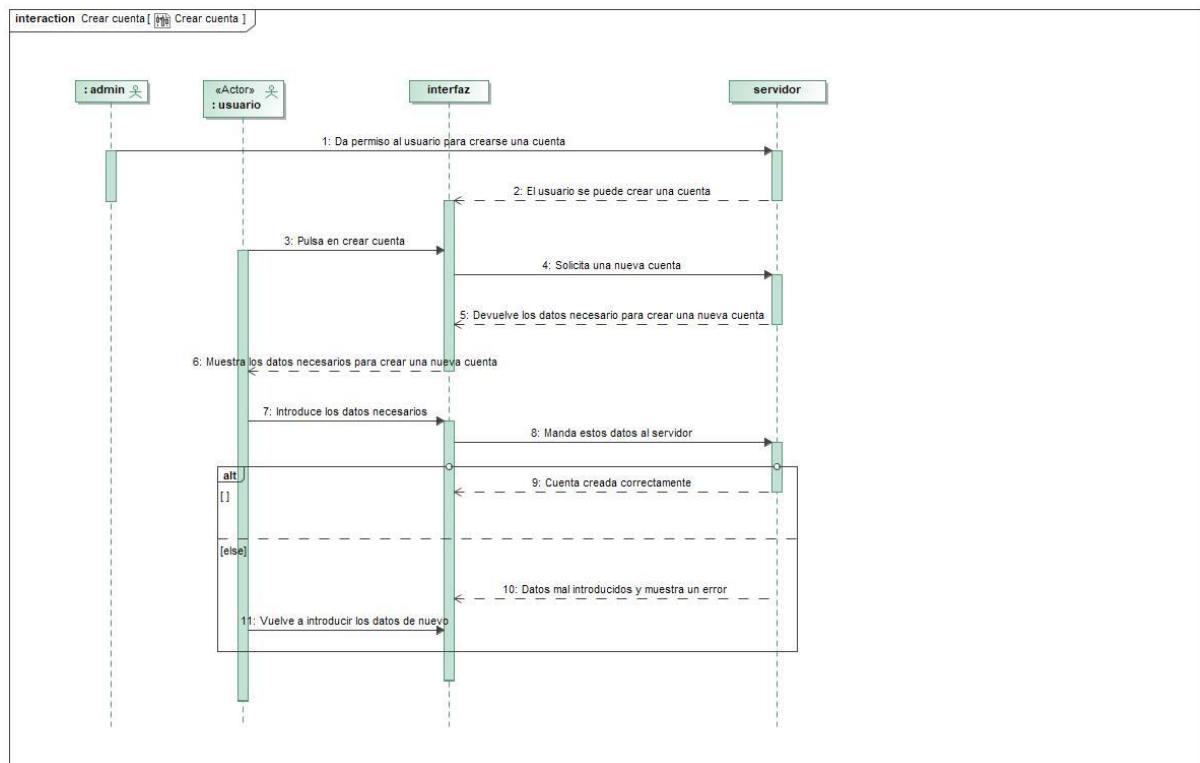 interaction Crear cuenta [ Crear cuenta ]
: admin
«Actor»
: usuario
interfaz
servidor
1: Da permiso al usuario para crearse una cuenta
2: El usuario se puede crear una cuenta
3: Pulsa en crear cuenta
4: Solicita una nueva cuenta
5: Devuelve los datos necesario para crear una nueva cuenta
6: Muestra los datos necesarios para crear una nueva cuenta
7: Introduce los datos necesarios
8: Manda estos datos al servidor
alt
9: Cuenta creada correctamente
[ ]
[else]
10: Datos mal introducidos y muestra un error
11: Vuelve a introducir los datos de nuevo